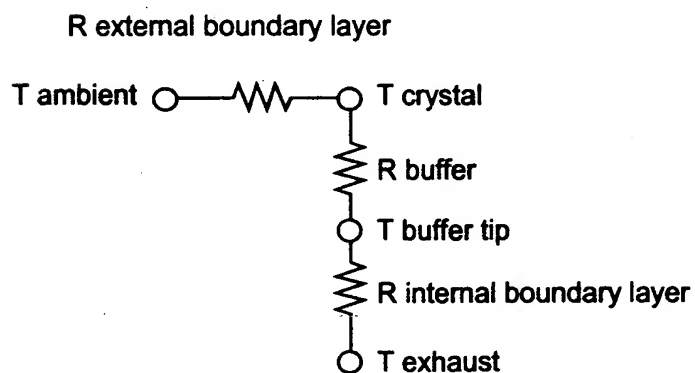 R external boundary layer
T ambient
T crystal
R buffer
T buffer tip
R internal boundary layer
T exhaust